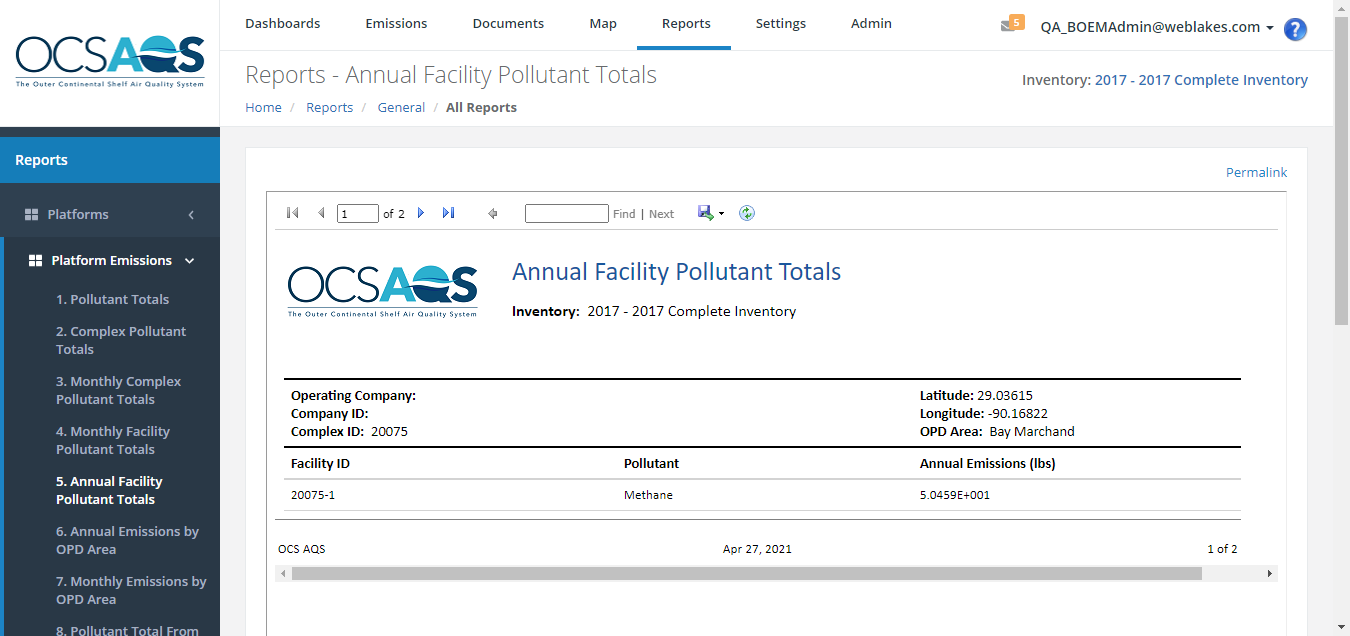 OCSAQS
The Outer Continental Shelf Air Quality System
Dashboards
Emissions
Documents
Map
Reports
Settings
Admin
5
QA_BOEMAdmin@weblakes.com
?
Reports - Annual Facility Pollutant Totals
Inventory: 2017 - 2017 Complete Inventory
Home / Reports / General / All Reports
Reports
Platforms
Platform Emissions
1. Pollutant Totals
2. Complex Pollutant
Totals
3. Monthly Complex
Pollutant Totals
4. Monthly Facility
Pollutant Totals
5. Annual Facility
Pollutant Totals
6. Annual Emissions by
OPD Area
7. Monthly Emissions by
OPD Area
8. Pollutant Total From
Permalink
1 of 2
Find | Next
OCSAQS
The Outer Continental Shelf Air Quality System
Annual Facility Pollutant Totals
Inventory: 2017 - 2017 Complete Inventory
Operating Company:
Company ID:
Complex ID: 20075
Latitude: 29.03615
Longitude: -90.16822
OPD Area: Bay Marchand
Facility ID Pollutant Annual Emissions (lbs)
20075-1 Methane 5.0459E+001
OCS AQS Apr 27, 2021 1 of 2